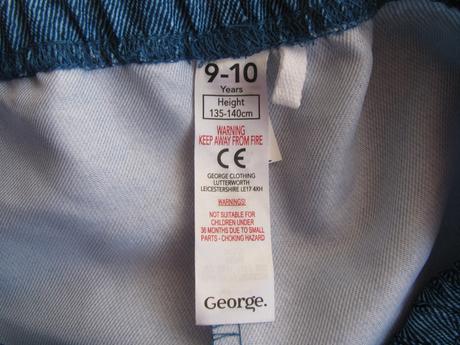 9-10
Years
Height
135-140cm
WARNING
KEEP AWAY FROM FIRE
CE
GEORGE CLOTHING
LUTTERWORTH
LEICESTERSHIRE LE17 4XH
WARNINGS!
NOT SUITABLE FOR
CHILDREN UNDER
36 MONTHS DUE TO SMALL
PARTS - CHOKING HAZARD
George.